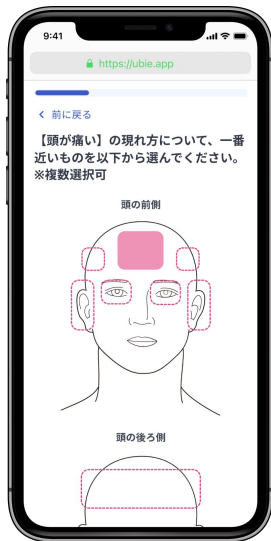 9:41
https://ubie.app
前に戻る
【頭が痛い】の現れ方について、一番
近いものを以下から選んでください。
※複数選択可
頭の前側
頭の後ろ側